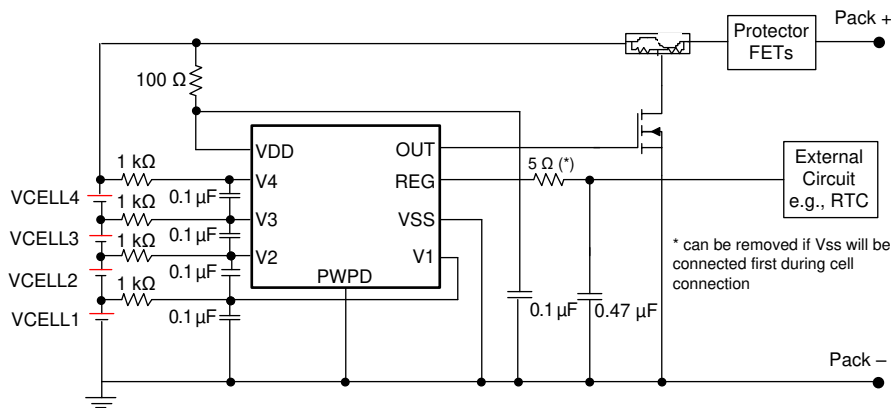 Pack +
Protector
FETs
100 Ω
VDD
OUT
1 kΩ
5 Ω (*)
External
Circuit
e.g., RTC
V4
REG
VCELL4
0.1 µF
1 kΩ
V3
VSS
VCELL3
0.1 µF
1 kΩ
V2
V1
* can be removed if Vss will be
connected first during cell
connection
VCELL2
0.1 µF
PWPD
1 kΩ
VCELL1
0.1 µF
0.1 µF
0.47 µF
Pack –